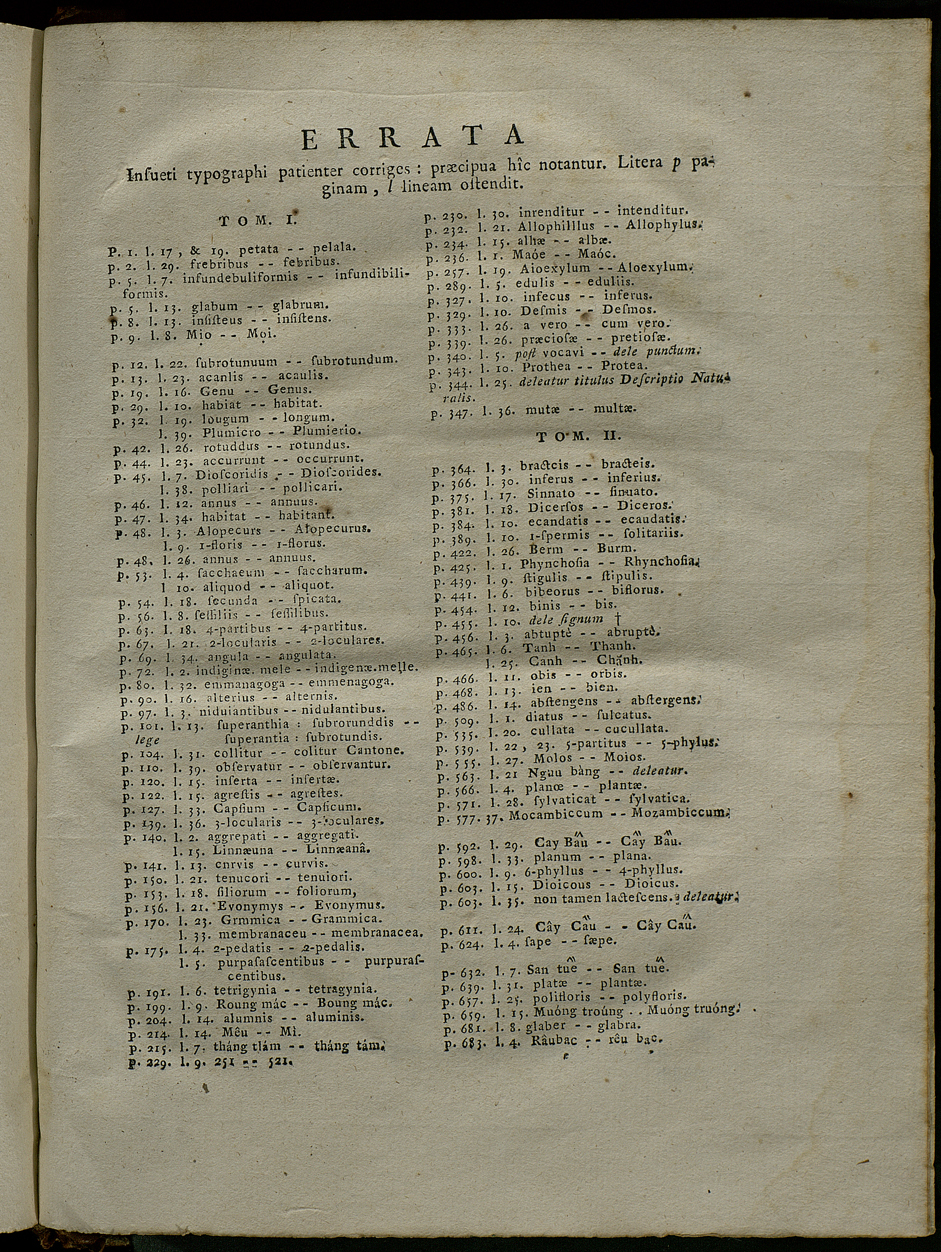 ERRATA
Inſueti typographi patienter corriges : præcipua hîc notantur. Litera p pa-
ginam , l lineam oſtendit.
TOM. I.
P. 1. l. 17 , & 19. petata -- pelala.
p. 2. l. 29. frebribus -- febribus.
p. 5. l. 7. infundebuliformis -- infundibili-
formis.
p. 5. l. 13. glabum -- glabrum.
p. 8. l. 13. inſiſteus -- inſiſtens.
p. 9. l. 8. Mịo -- Mọi.
p. 12. l. 22. ſubrotunuum -- ſubrotundum.
p. 13. l. 23. acanlis -- acaulis.
p. 19. l. 16. Genu -- Genus.
p. 29. l. 10. habiat -- habitat.
p. 32. l. 19. lougum -- longum.
l. 39. Plumicro -- Plumierio.
p. 42. l. 26. rotuddus -- rotundus.
p. 44. l. 23. accurrunt -- occurrunt.
p. 45. l. 7. Dioſcoridis -- Dioſcorides.
l. 38. polliari -- pollicari.
p. 46. l. 12. annus -- annuus.
p. 47. l. 34. habitat -- habitant.
p. 48. l. 3. Alopecurs -- Alopecurus.
l. 9. 1-floris -- 1-florus.
p. 48. l. 26. annus -- annuus.
p. 53. l. 4. ſacchaeum -- ſaccharum.
l 10. aliquod -- aliquot.
p. 54. l. 18. ſecunda -- ſpicata.
p. 56. l. 8. ſeſſiliis -- ſeſſilibus.
p. 63. l. 18. 4-partibus -- 4-partitus.
p. 67. l. 21. 2-locularis -- 2-loculares.
p. 69. l. 34. angula -- angulata.
p. 72. l. 2. indiginæ. mele -- indigenæ.melle.
p. 80. l. 32. emmanagoga -- emmenagoga.
p. 90. l. 16. alterius -- alternis.
p. 97. l. 3. niduiantibus -- nidulantibus.
p. 101. l. 13. ſuperanthia : ſubrorunddis --
lege ſuperantia : ſubrotundis.
p. 104. l. 31. collitur -- colitur Cantone.
p. 110. l. 39. obſervatur -- obſervantur.
p. 120. l. 15. inſerta -- inſertæ.
p. 122. l. 15. agreſtis -- agreſtes.
p. 127. l. 33. Capſium -- Capſicum.
p. 139. l. 36. 3-locularis -- 3-loculares.
p. 140. l. 2. aggrepati -- aggregati.
l. 15. Linnæuna -- Linnæanâ.
p. 141. l. 13. cnrvis -- curvis.
p. 150. l. 21. tenucori -- tenuiori.
p. 153. l. 18. ſiliorum -- foliorum,
p. 156. l. 21. Evonymys -- Evonymus.
p. 170. l. 23. Grmmica -- Grammica.
l. 33. membranaceu -- membranacea.
p. 175. l. 4. 2-pedatis -- 2-pedalis.
l. 5. purpaſaſcentibus -- purpuraſ-
centibus.
p. 191. l. 6. tetrigynia -- tetragynia.
p. 199. l. 9. Roung mác -- Boung mác.
p. 204. l. 14. alumnis -- aluminis.
p. 214. l. 14. Mêu -- Mì.
p. 215. l. 7. tháng tlám -- tháng tám.
p. 229. l. 9. 251 -- 521.
p. 230. l. 30. inrenditur -- intenditur.
p. 232. l. 21. Allophilllus -- Allophylus.
p. 234. l. 15. alhæ -- albæ.
p. 236. l. 1. Maóe -- Maóc.
p. 257. l. 19. Aioexylum -- Aloexylum.
p. 289. l. 5. edulis -- eduliis.
p. 327. l. 10. infecus -- inferus.
p. 329. l. 10. Deſmis -- Deſmos.
p. 333. l. 26. a vero -- cum vero.
p. 339. l. 26. præcioſæ -- pretioſæ.
p. 340. l. 5. poſt vocavi -- dele punctum.
p. 343. l. 10. Prothea -- Protea.
p. 344. l. 25. deleatur titulus Deſcriptio Natu-
ralis.
p. 347. l. 36. mutæ -- multæ.
TOM. II.
p. 364. l. 3. bractcis -- bracteis.
p. 366. l. 30. inferus -- inferius.
p. 375. l. 17. Sinnato -- ſinuato.
p. 381. l. 18. Dicerſos -- Diceros.
p. 384. l. 10. ecandatis -- ecaudatis.
p. 389. l. 10. 1-ſpermis -- ſolitariis.
p. 422. l. 26. Berm -- Burm.
p. 425. l. 1. Phynchoſia -- Rhynchoſia.
p. 439. l. 9. ſtigulis -- ſtipulis.
p. 441. l. 6. bibeorus -- biflorus.
p. 454. l. 12. binis -- bis.
p. 455. l. 10. dele ſignum †
p. 456. l. 3. abtuptè -- abruptè.
p. 465. l. 6. Tanh -- Thanh.
l. 25. Canh -- Chanh.
p. 466. l. 11. obis -- orbis.
p. 468. l. 13. ien -- bien.
p. 486. l. 14. abſtengens -- abſtergens.
p. 509. l. 1. diatus -- ſulcatus.
p. 535. l. 20. cullata -- cucullata.
p. 539. l. 22 , 23. 5-partitus -- 5-phylus.
p. 555. l. 27. Molos -- Moios.
p. 563. l. 21 Nguu bàng -- deleatur.
p. 566. l. 4. planœ -- plantæ.
p. 571. l. 28. ſylvaticat -- ſylvatica.
p. 577. 37. Mocambiccum -- Mozambiccum.
p. 592. l. 29. Cay Bẫu -- Cẫy Bẫu.
p. 598. l. 33. planum -- plana.
p. 600. l. 9. 6-phyllus -- 4-phyllus.
p. 603. l. 15. Dioicous -- Dioicus.
p. 603. l. 35. non tamen lacteſcens. deleatur.
p. 611. l. 24. Cây Cẫu -- Cây Cẩu.
p. 624. l. 4. ſape -- ſæpe.
p. 632. l. 7. San tuễ -- San tuể.
p. 639. l. 31. platæ -- plantæ.
p. 657. l. 25. polifloris -- polyfloris.
p. 659. l. 15. Muóng troúng . . Muóng truóng.
p. 681. l. 8. glaber -- glabra.
p. 683. l. 4. Râubac -- rêu bạc.